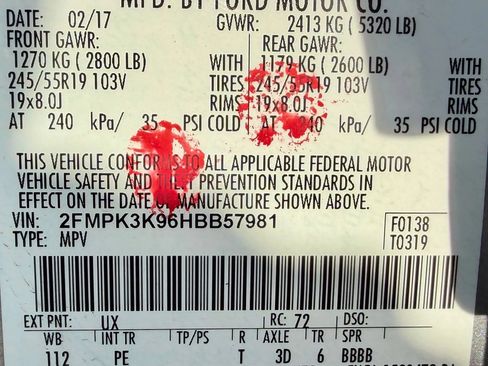 MFD. BY FORD MOTOR CO.
DATE: 02/17 GVWR: 2413 KG ( 5320 LB)
FRONT GAWR: REAR GAWR:
1270 KG ( 2800 LB) WITH 1179 KG ( 2600 LB) WITH
245/55R19 103V TIRES 245/55R19 103V TIRES
19x8.0J RIMS 19x8.0J RIMS
AT 240 kPa/ 35 PSI COLD AT 240 kPa/ 35 PSI COLD
THIS VEHICLE CONFORMS TO ALL APPLICABLE FEDERAL MOTOR
VEHICLE SAFETY AND THEFT PREVENTION STANDARDS IN
EFFECT ON THE DATE OF MANUFACTURE SHOWN ABOVE.
VIN: 2FMPK3K96HBB57981 F0138
TYPE: MPV T0319
EXT PNT: UX RC: 72 DSO:
WB INT TR TP/PS R AXLE TR SPR
112 PE T 3D 6 BBBB